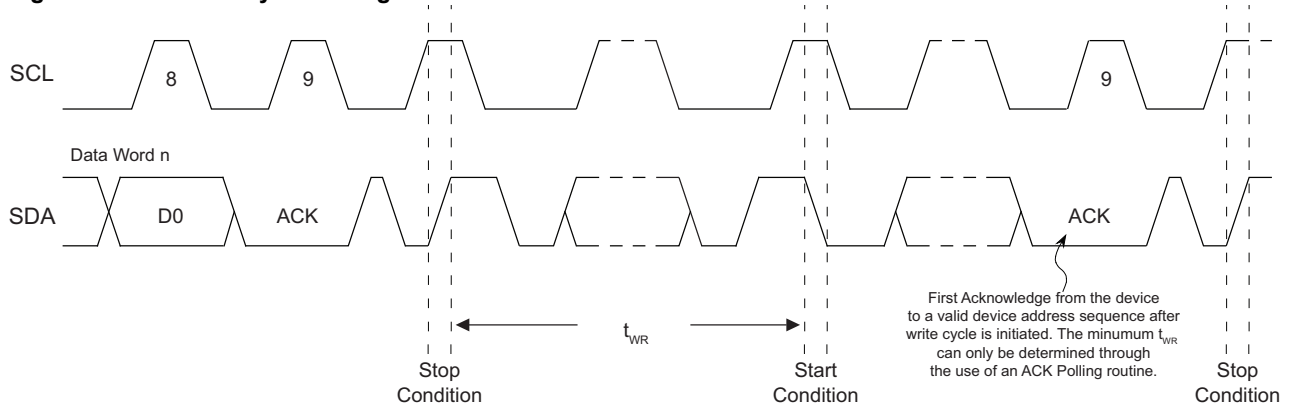 SCL
8
9
9
Data Word n
SDA
D0
ACK
ACK
First Acknowledge from the device
to a valid device address sequence after
write cycle is initiated. The minumum tWR
can only be determined through
the use of an ACK Polling routine.
tWR
Stop
Condition
Start
Condition
Stop
Condition